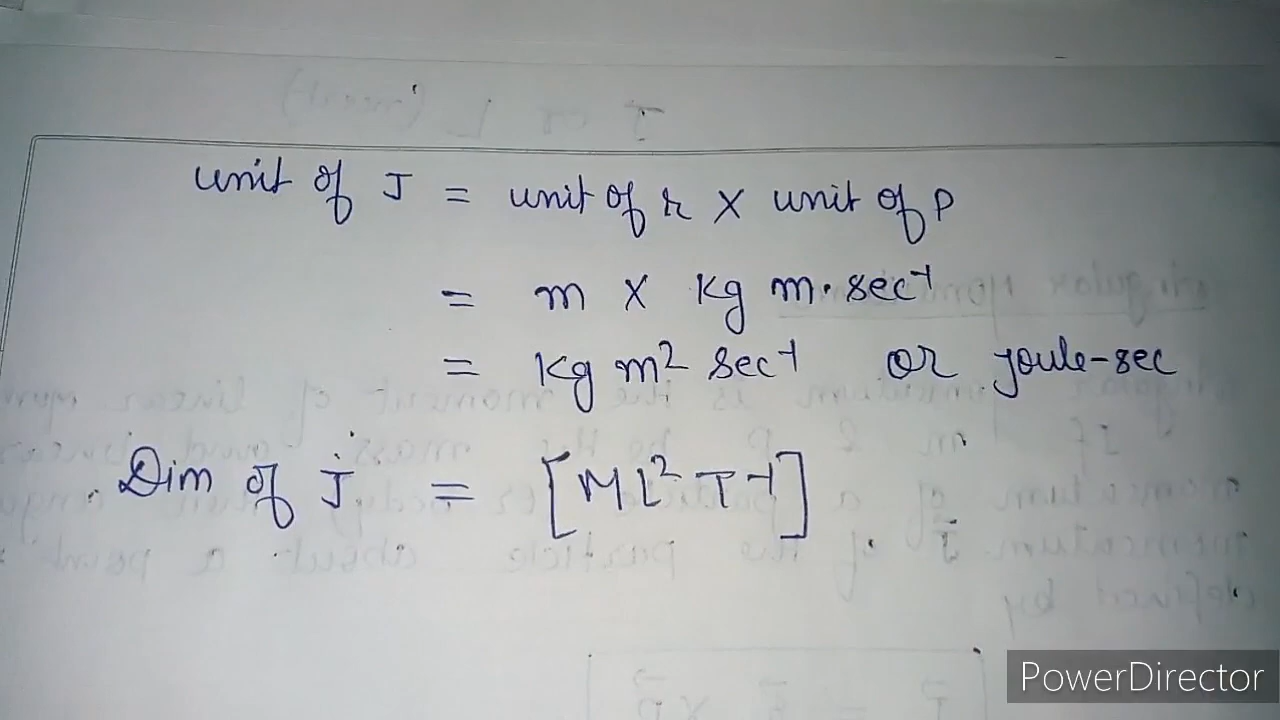 unit of J = unit of r × unit of P
= m × kg m. sec⁻¹
= kg m² sec⁻¹ or joule-sec
Dim of J = [M L² T⁻¹]
PowerDirector